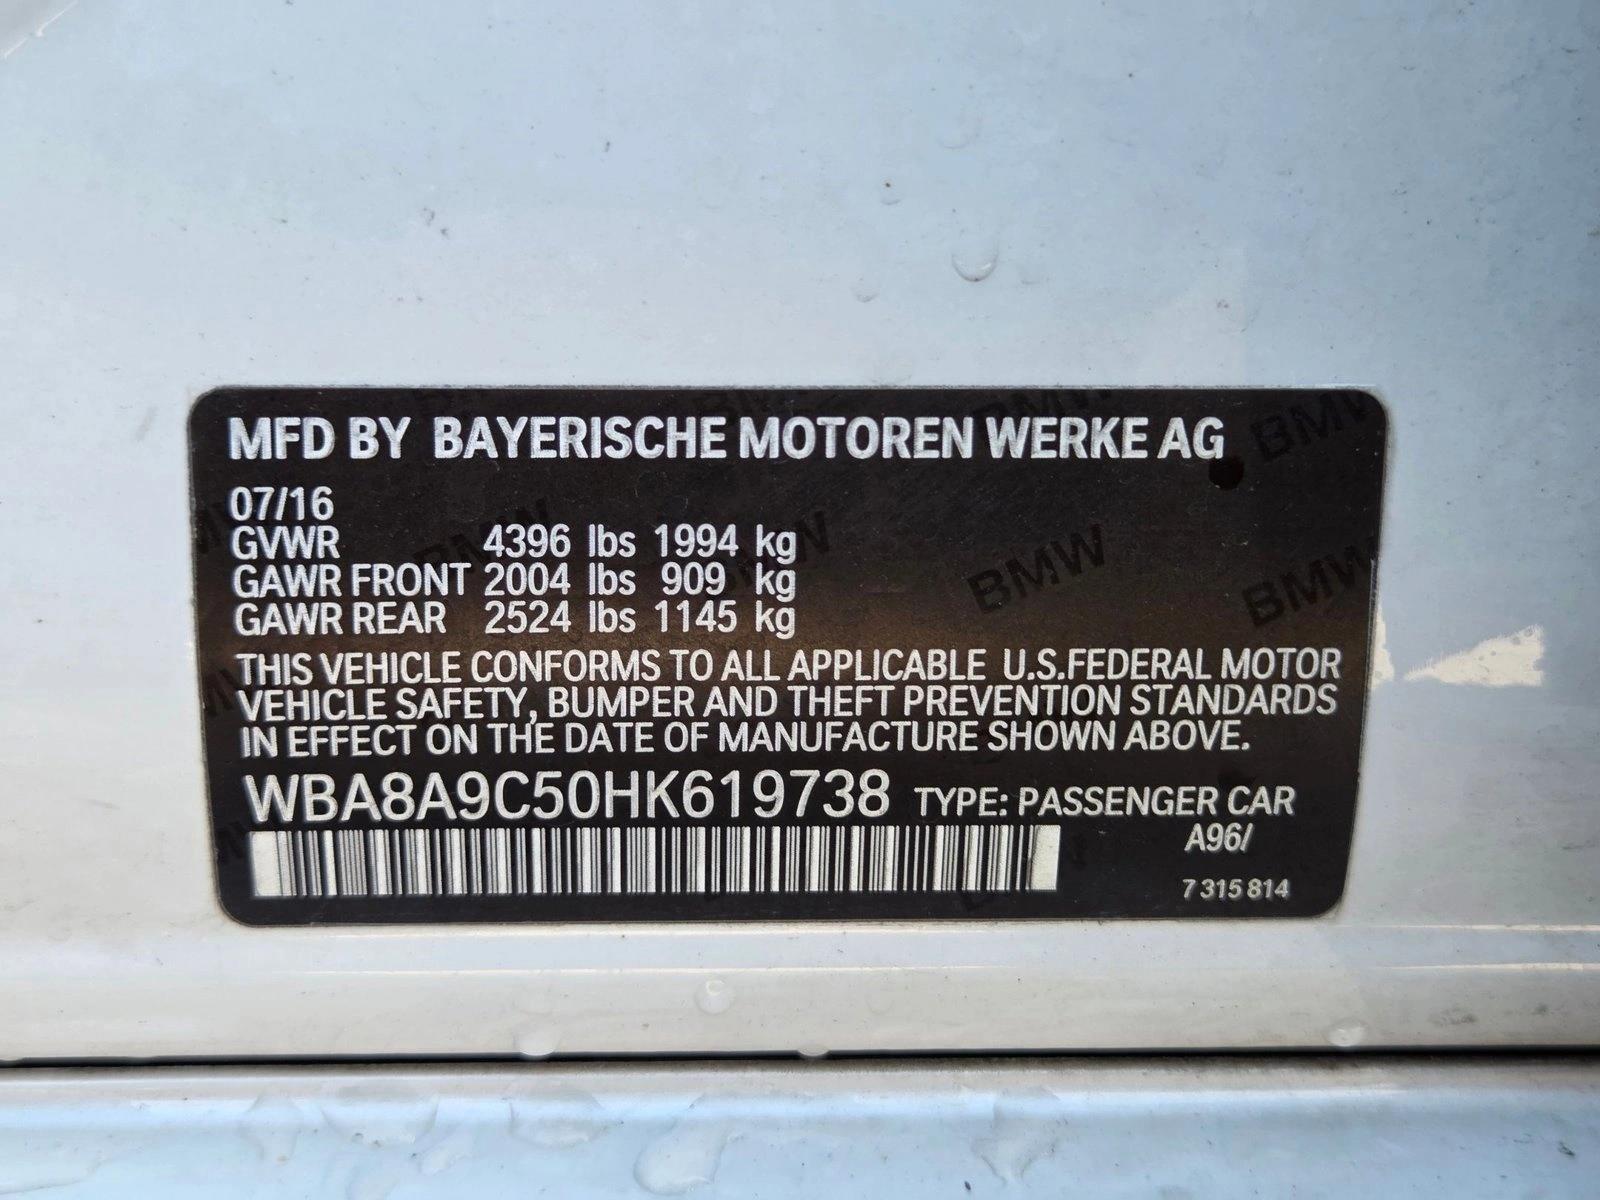 MFD BY BAYERISCHE MOTOREN WERKE AG
07/16
GVWR 4396 lbs 1994 kg
GAWR FRONT 2004 lbs 909 kg
GAWR REAR 2524 lbs 1145 kg
THIS VEHICLE CONFORMS TO ALL APPLICABLE U.S.FEDERAL MOTOR
VEHICLE SAFETY, BUMPER AND THEFT PREVENTION STANDARDS
IN EFFECT ON THE DATE OF MANUFACTURE SHOWN ABOVE.
WBA8A9C50HK619738 TYPE: PASSENGER CAR
A96/
7 315 814